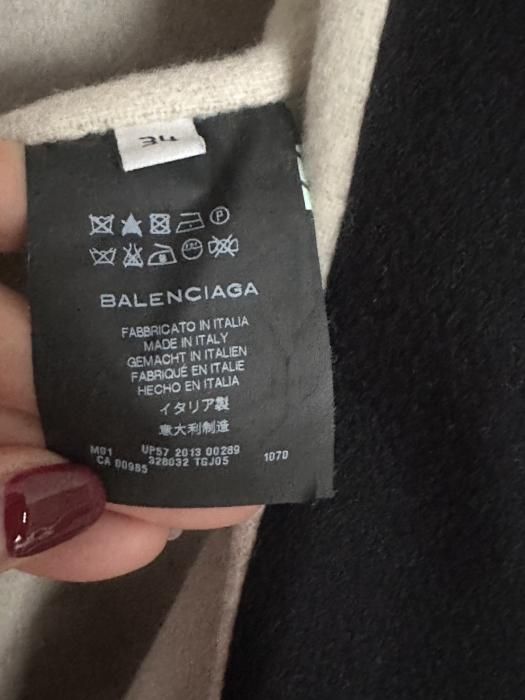 34
P
BALENCIAGA
FABBRICATO IN ITALIA
MADE IN ITALY
GEMACHT IN ITALIEN
FABRIQUÉ EN ITALIE
HECHO EN ITALIA
イタリア製
意大利制造
M01 UP57 2013 00289 1070
CA 00985 328032 TGJ05